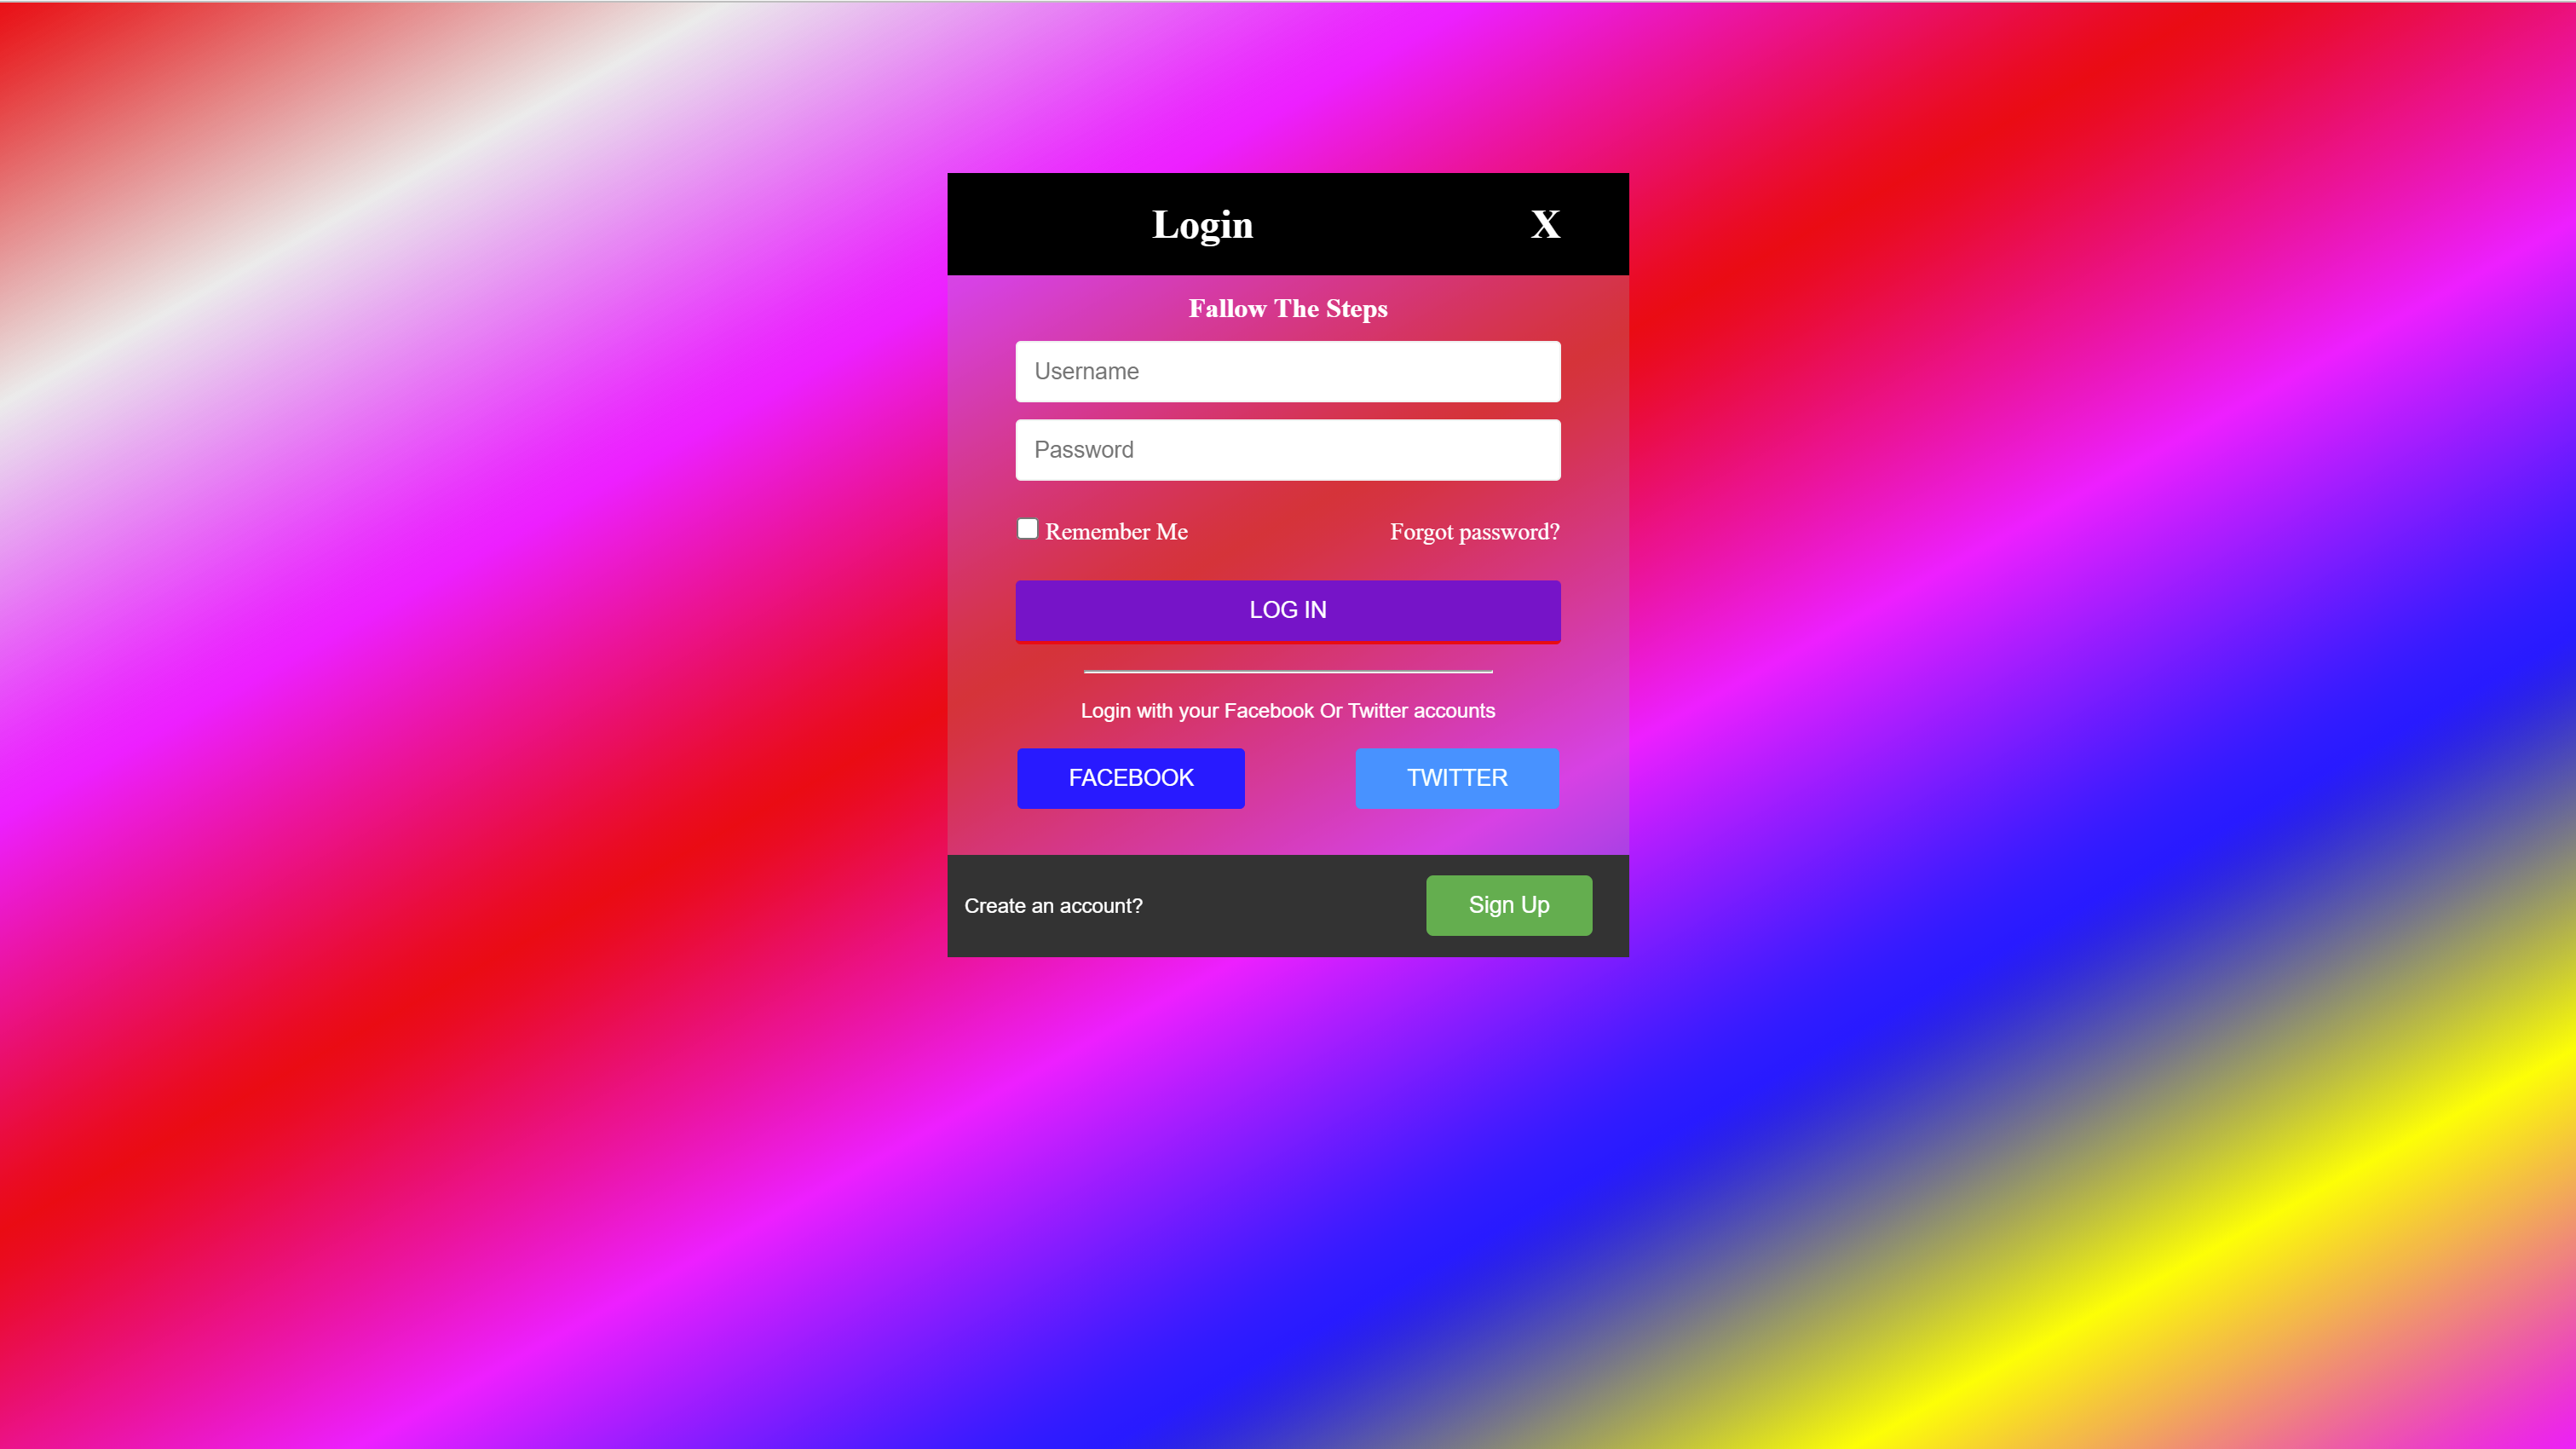 Login X
Fallow The Steps
Username
Password
Remember Me Forgot password?
LOG IN
Login with your Facebook Or Twitter accounts
FACEBOOK TWITTER
Create an account? Sign Up